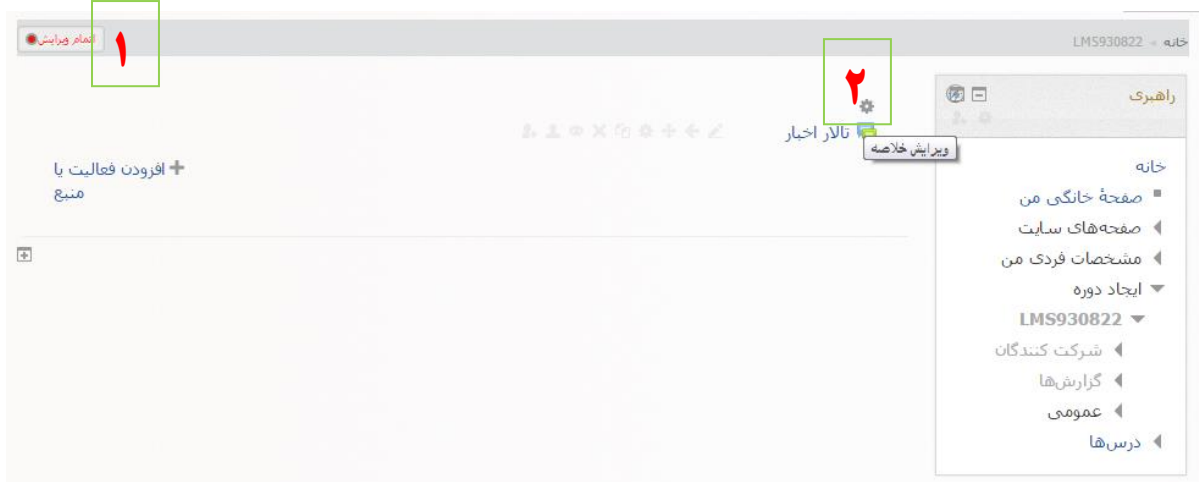 خانه ◄ LMS930822
اتمام ویرایش
۱
۲
راهبری
خانه
صفحهٔ خانگی من
صفحه‌های سایت
مشخصات فردی من
ایجاد دوره
LMS930822
شرکت کنندگان
گزارش‌ها
عمومی
درس‌ها
تالار اخبار
ویرایش خلاصه
افزودن فعالیت یا
منبع